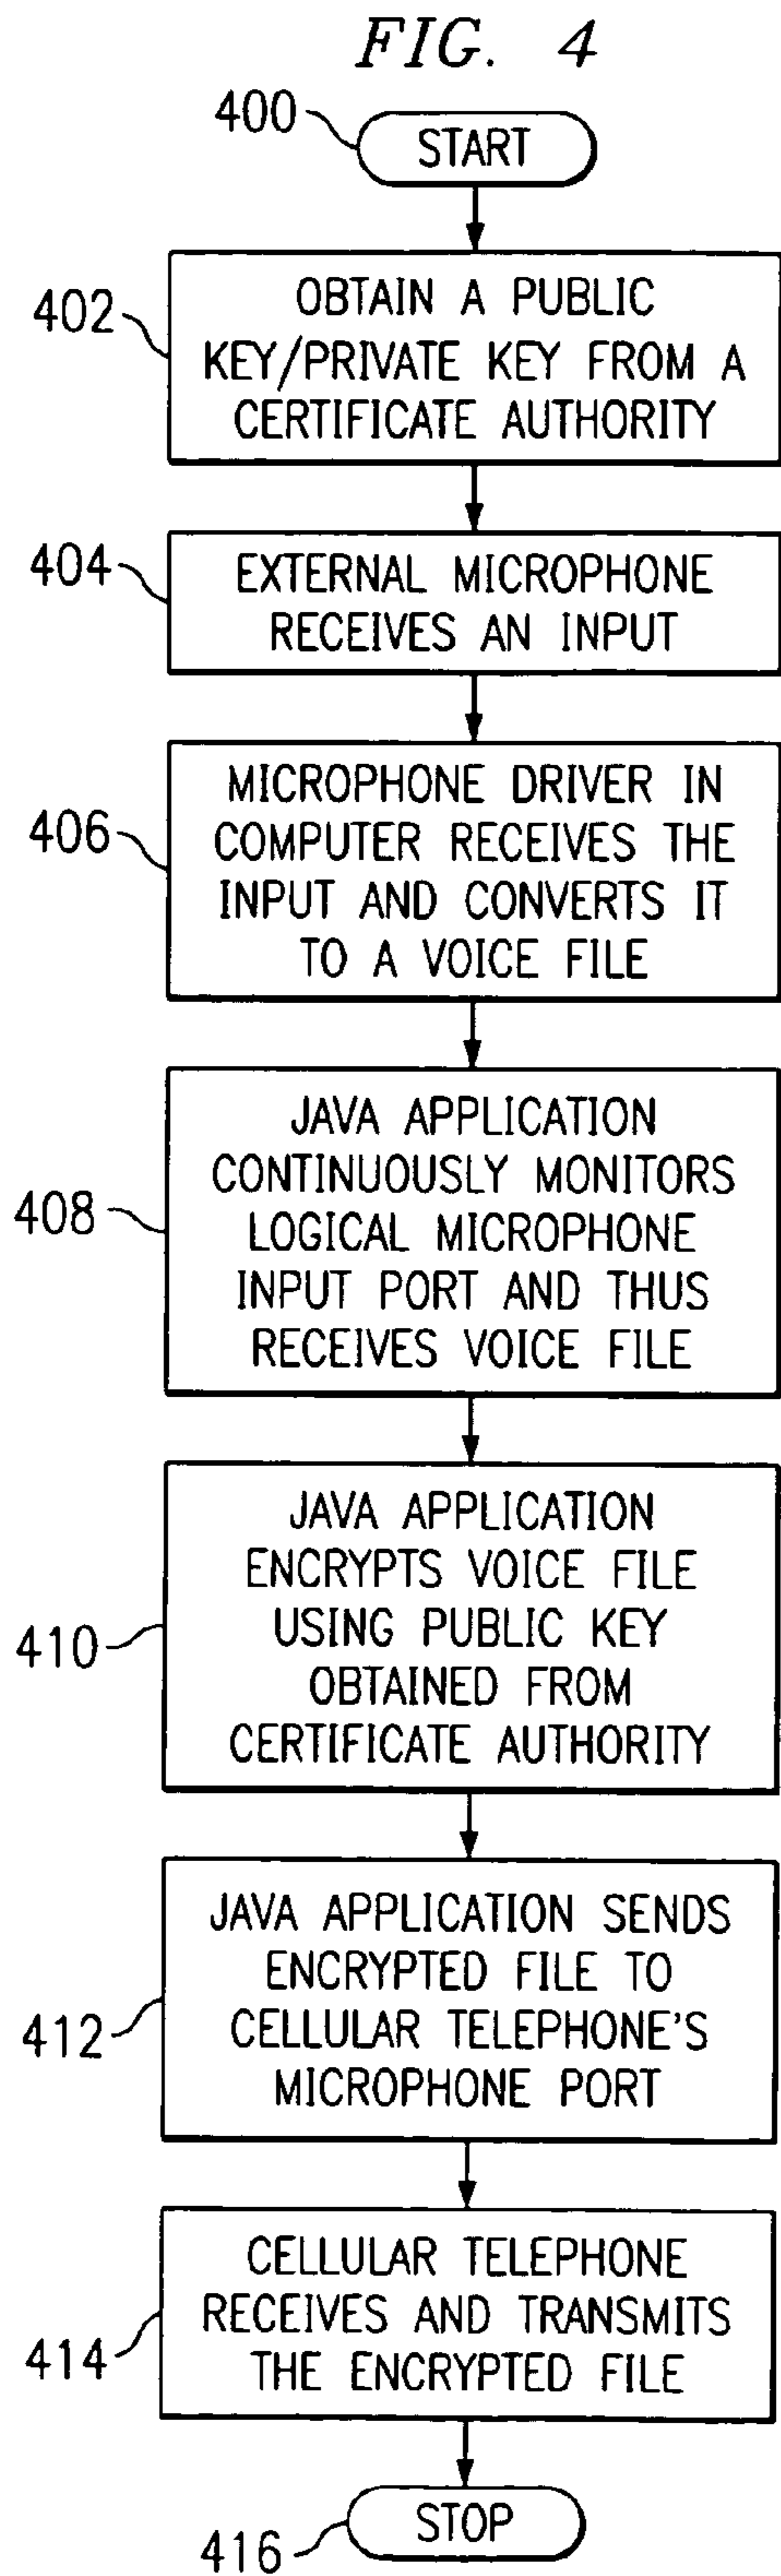 FIG. 4
400
START
402
OBTAIN A PUBLIC
KEY/PRIVATE KEY FROM A
CERTIFICATE AUTHORITY
404
EXTERNAL MICROPHONE
RECEIVES AN INPUT
406
MICROPHONE DRIVER IN
COMPUTER RECEIVES THE
INPUT AND CONVERTS IT
TO A VOICE FILE
408
JAVA APPLICATION
CONTINUOUSLY MONITORS
LOGICAL MICROPHONE
INPUT PORT AND THUS
RECEIVES VOICE FILE
410
JAVA APPLICATION
ENCRYPTS VOICE FILE
USING PUBLIC KEY
OBTAINED FROM
CERTIFICATE AUTHORITY
412
JAVA APPLICATION SENDS
ENCRYPTED FILE TO
CELLULAR TELEPHONE'S
MICROPHONE PORT
414
CELLULAR TELEPHONE
RECEIVES AND TRANSMITS
THE ENCRYPTED FILE
416
STOP